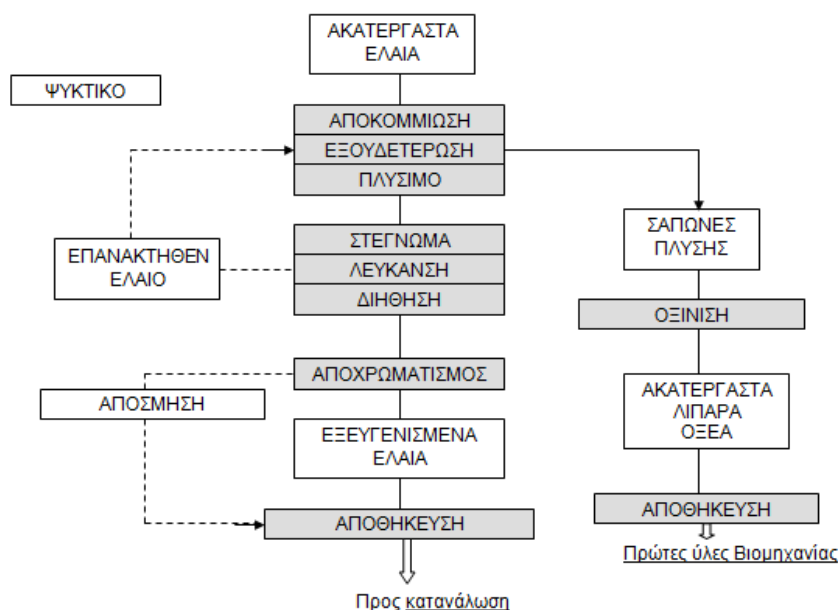 ΑΚΑΤΕΡΓΑΣΤΑ
ΕΛΑΙΑ
ΨΥΚΤΙΚΟ
ΑΠΟΚΟΜΜΙΩΣΗ
ΕΞΟΥΔΕΤΕΡΩΣΗ
ΠΛΥΣΙΜΟ
ΣΑΠΩΝΕΣ
ΠΛΥΣΗΣ
ΣΤΕΓΝΩΜΑ
ΛΕΥΚΑΝΣΗ
ΔΙΗΘΗΣΗ
ΕΠΑΝΑΚΤΗΘΕΝ
ΕΛΑΙΟ
ΟΞΙΝΙΣΗ
ΑΠΟΧΡΩΜΑΤΙΣΜΟΣ
ΑΠΟΣΜΗΣΗ
ΑΚΑΤΕΡΓΑΣΤΑ
ΛΙΠΑΡΑ
ΟΞΕΑ
ΕΞΕΥΓΕΝΙΣΜΕΝΑ
ΕΛΑΙΑ
ΑΠΟΘΗΚΕΥΣΗ
ΑΠΟΘΗΚΕΥΣΗ
Πρώτες ύλες Βιομηχανίας
Προς κατανάλωση